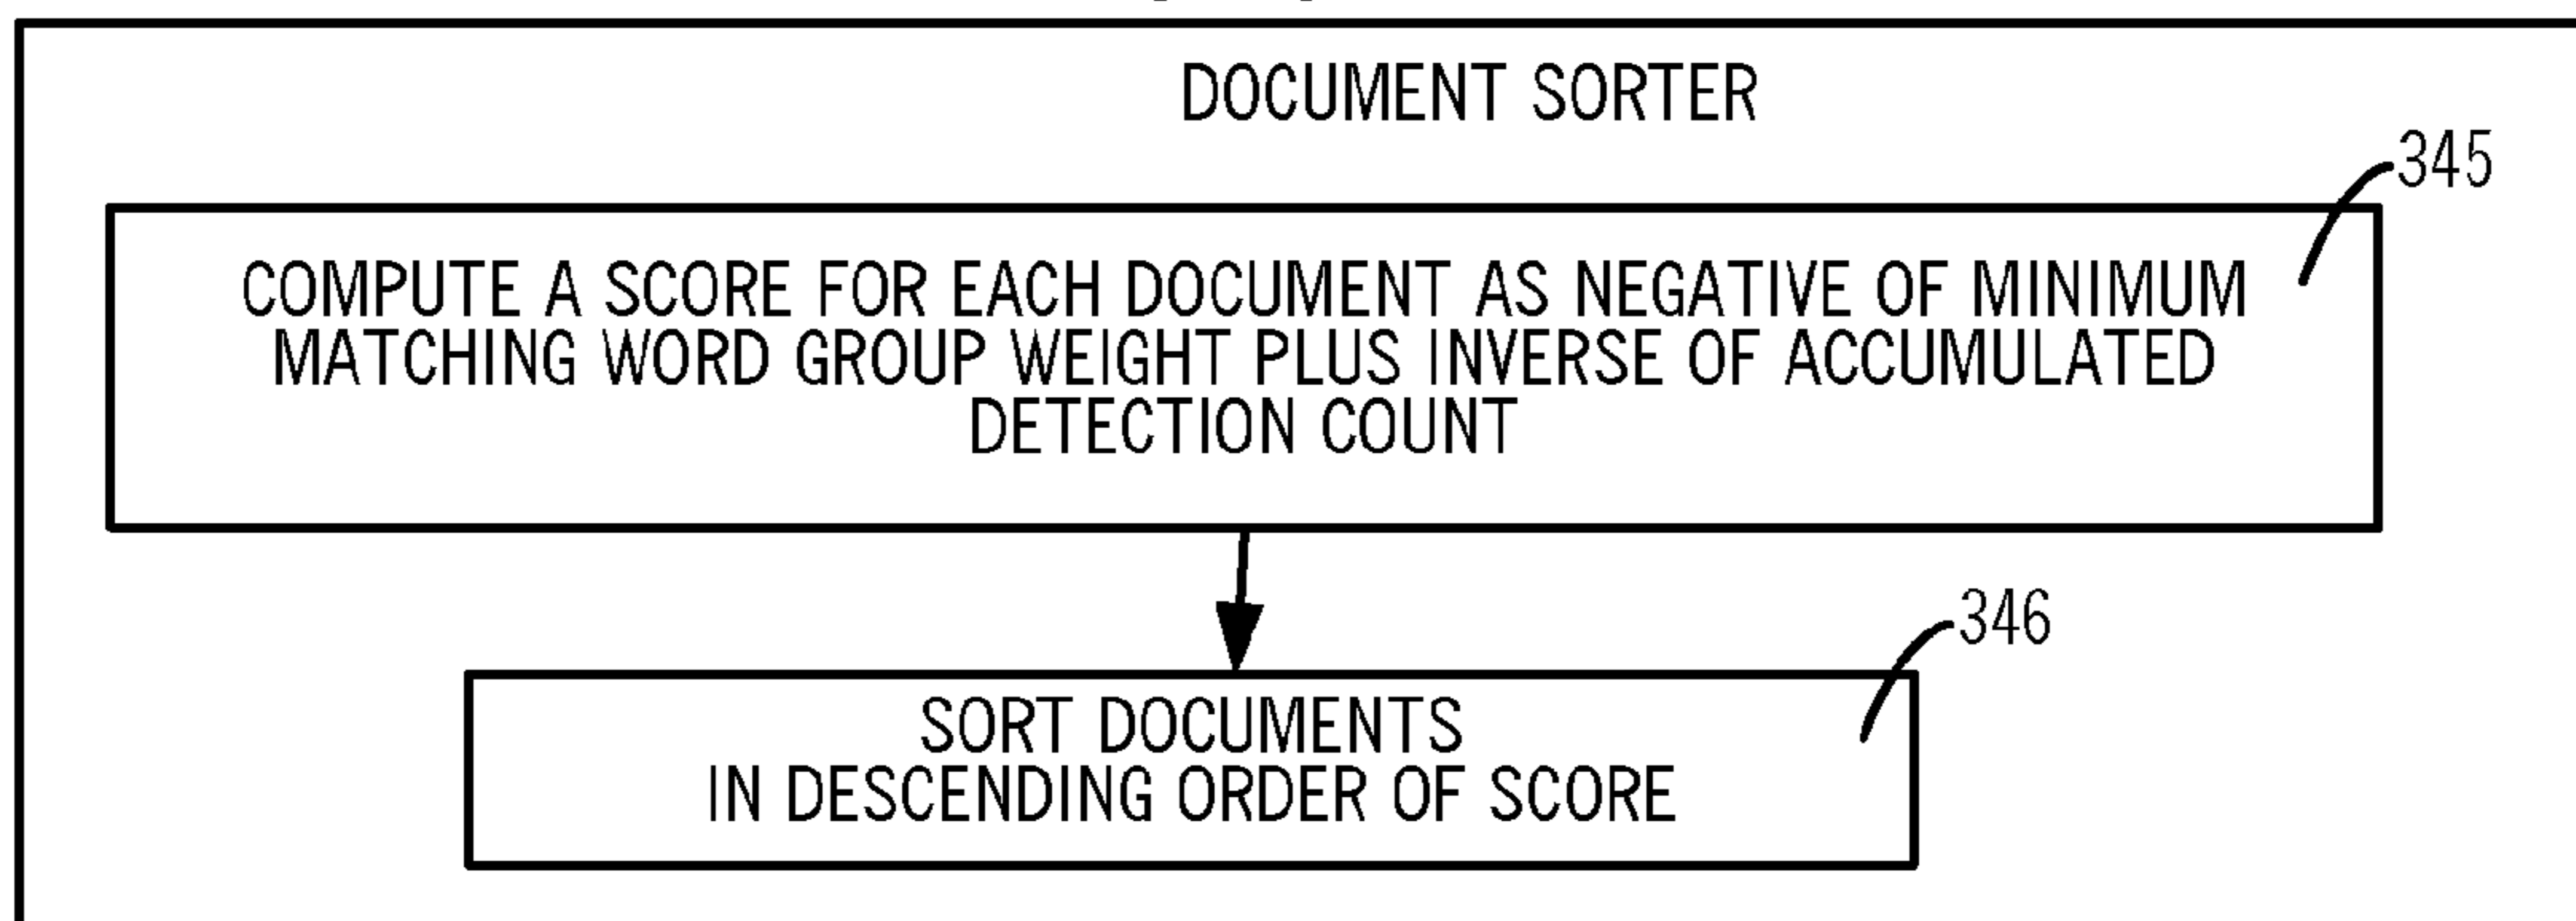 DOCUMENT SORTER
345
COMPUTE A SCORE FOR EACH DOCUMENT AS NEGATIVE OF MINIMUM
MATCHING WORD GROUP WEIGHT PLUS INVERSE OF ACCUMULATED
DETECTION COUNT
346
SORT DOCUMENTS
IN DESCENDING ORDER OF SCORE